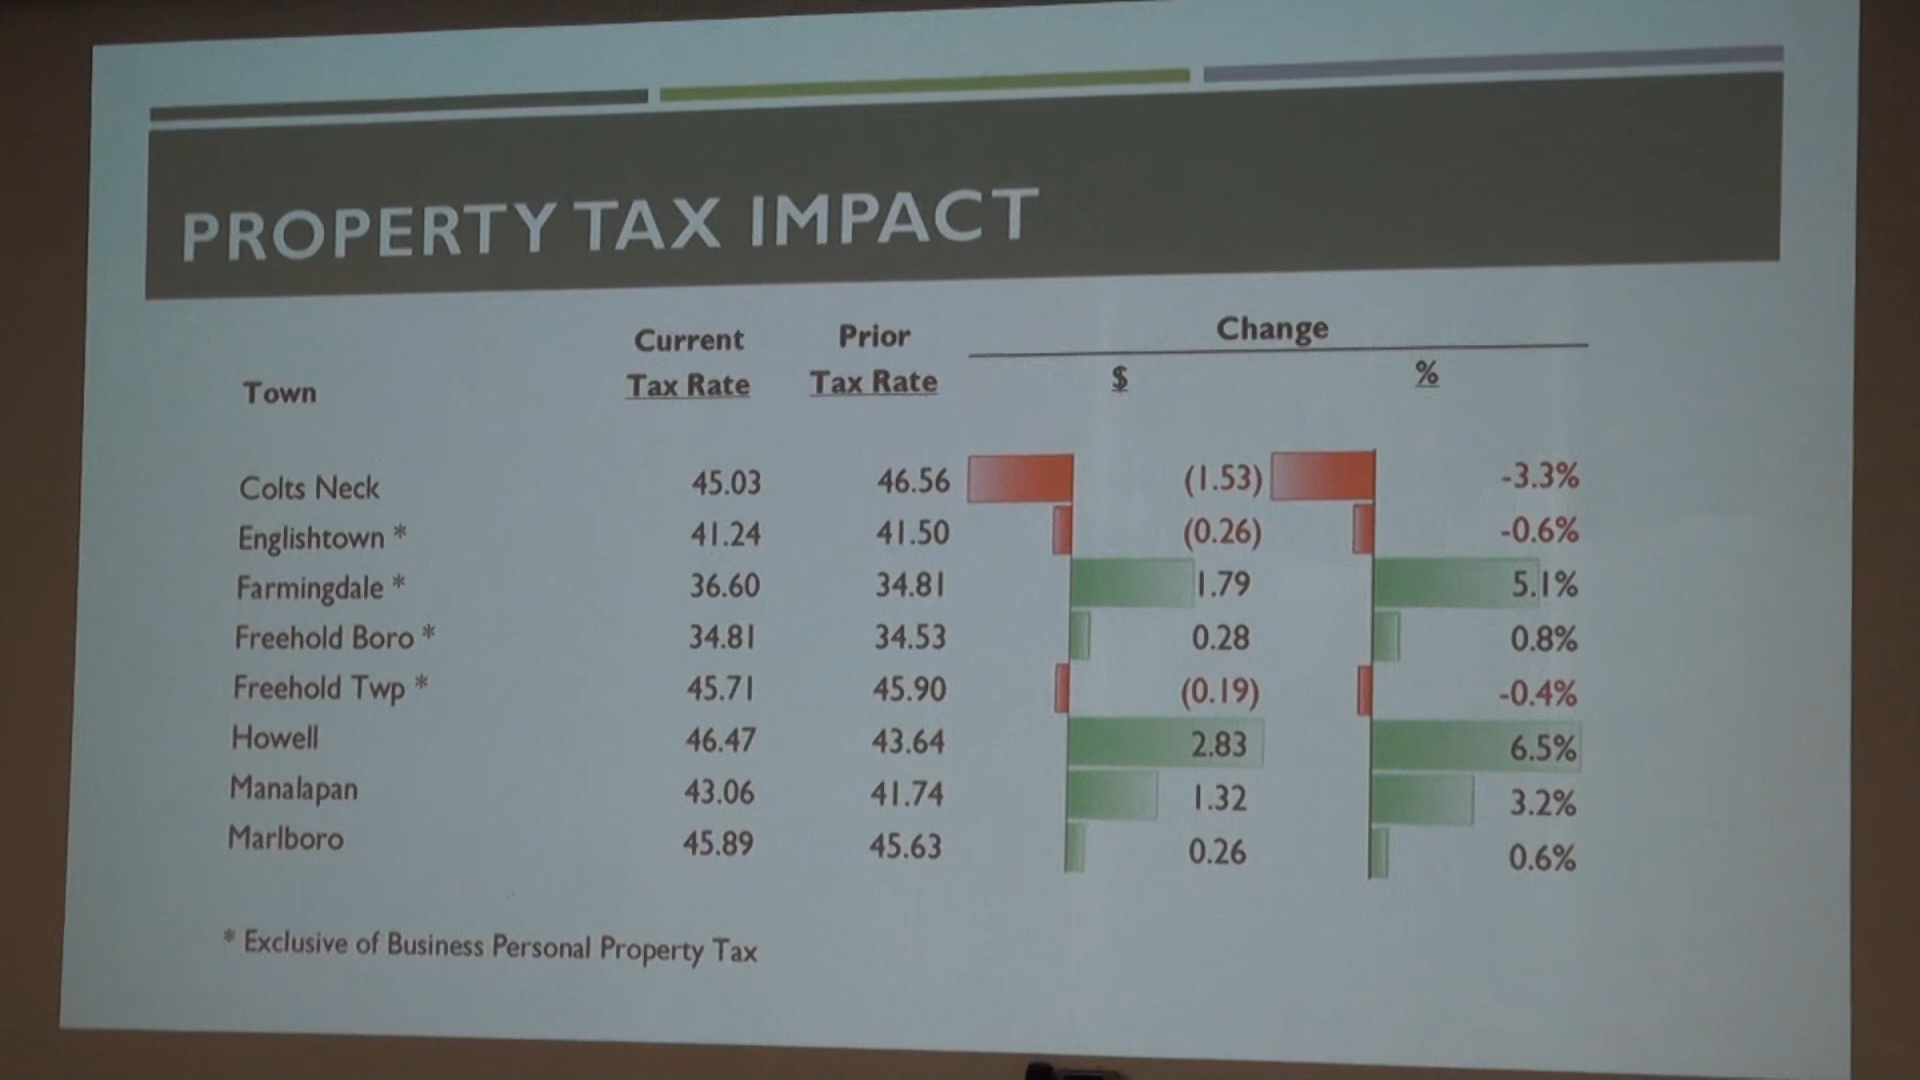 PROPERTY TAX IMPACT
Current Prior Change
Town Tax Rate Tax Rate $ %
Colts Neck 45.03 46.56 (1.53) -3.3%
Englishtown * 41.24 41.50 (0.26) -0.6%
Farmingdale * 36.60 34.81 1.79 5.1%
Freehold Boro * 34.81 34.53 0.28 0.8%
Freehold Twp * 45.71 45.90 (0.19) -0.4%
Howell 46.47 43.64 2.83 6.5%
Manalapan 43.06 41.74 1.32 3.2%
Marlboro 45.89 45.63 0.26 0.6%
* Exclusive of Business Personal Property Tax